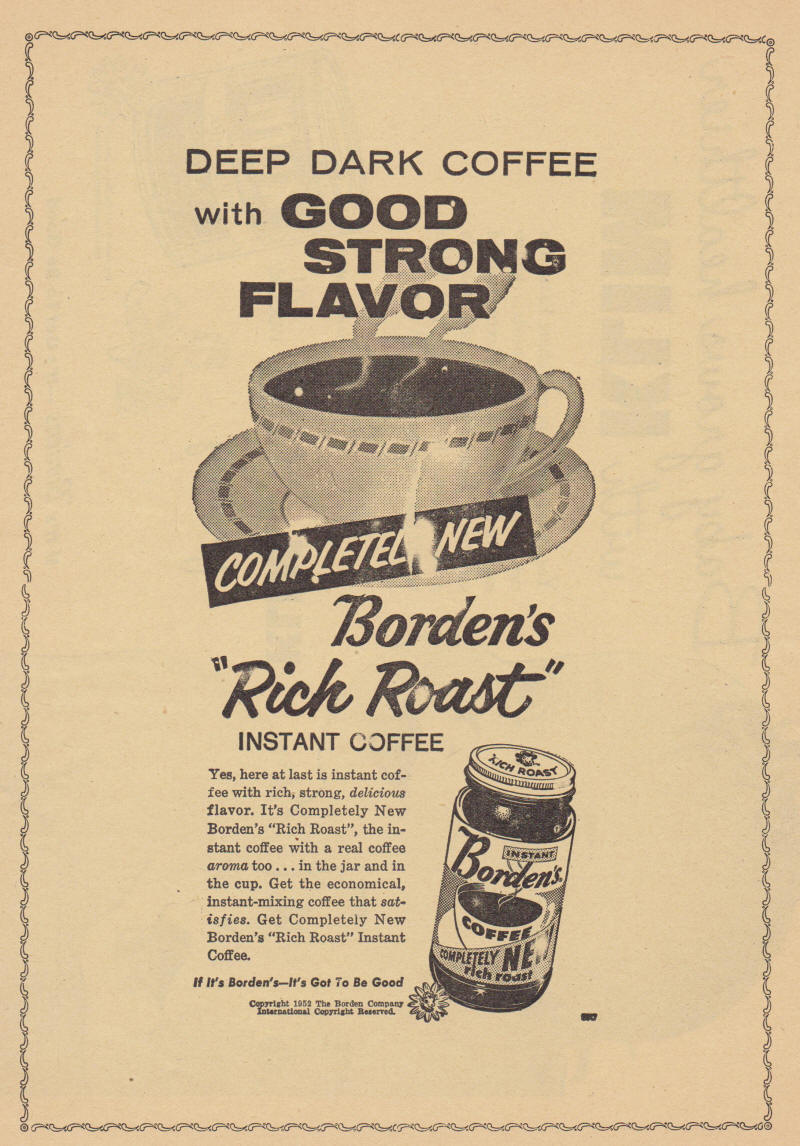 DEEP DARK COFFEE
with GOOD
STRONG
FLAVOR
COMPLETELY NEW
Borden's
"Rich Roast"
INSTANT COFFEE
Yes, here at last is instant cof-
fee with rich, strong, delicious
flavor. It's Completely New
Borden's "Rich Roast", the in-
stant coffee with a real coffee
aroma too . . . in the jar and in
the cup. Get the economical,
instant-mixing coffee that sat-
isfies. Get Completely New
Borden's "Rich Roast" Instant
Coffee.
If It's Borden's—It's Got To Be Good
Copyright 1952 The Borden Company
International Copyright Reserved.
RICH ROAST
INSTANT
Borden's
COFFEE
COMPLETELY NEW
rich roast